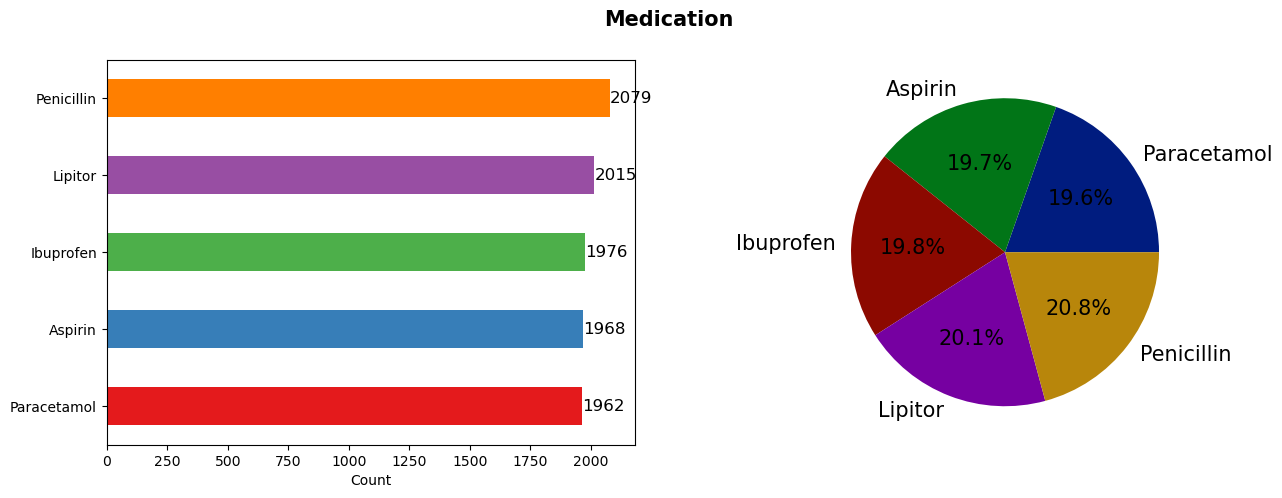 Medication
Penicillin
2079
Lipitor
2015
Ibuprofen
1976
Aspirin
1968
Paracetamol
1962
0 250 500 750 1000 1250 1500 1750 2000
Count
Aspirin
Paracetamol
19.7%
19.6%
Ibuprofen
19.8%
20.8%
20.1%
Penicillin
Lipitor